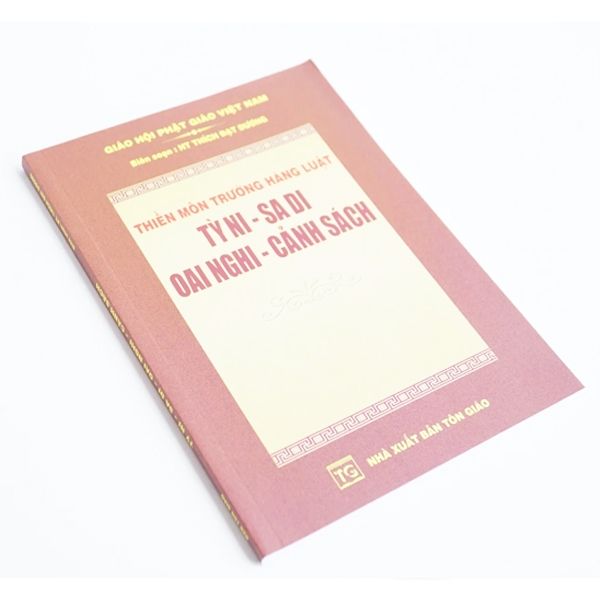 GIÁO HỘI PHẬT GIÁO VIỆT NAM
Biên soạn : HT THÍCH ĐẠT DƯƠNG
THIỀN MÔN TRƯỜNG HÀNG LUẬT
TỲ NI - SA DI
OAI NGHI - CẢNH SÁCH
TG
NHÀ XUẤT BẢN TÔN GIÁO